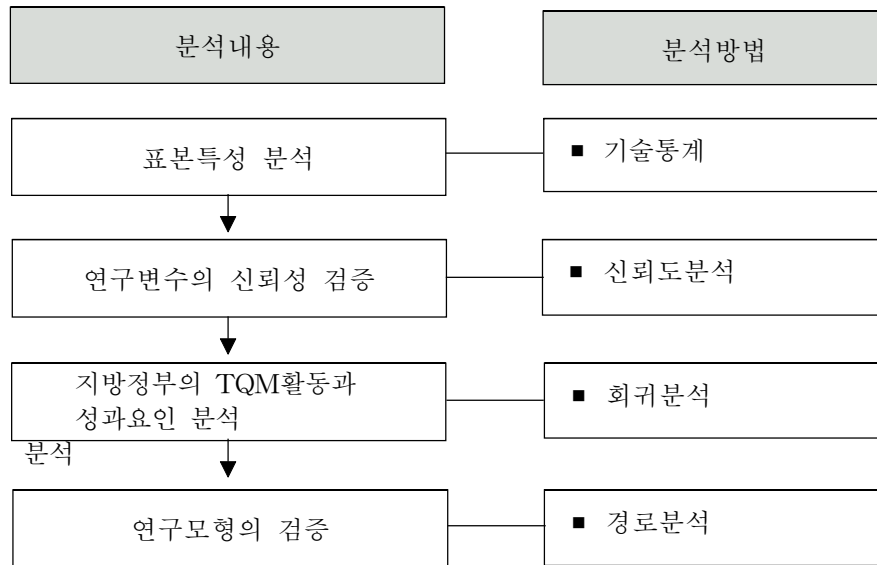 분석내용
분석방법
표본특성 분석
■ 기술통계
연구변수의 신뢰성 검증
■ 신뢰도분석
지방정부의 TQM활동과
성과요인 분석
■ 회귀분석
분석
연구모형의 검증
■ 경로분석